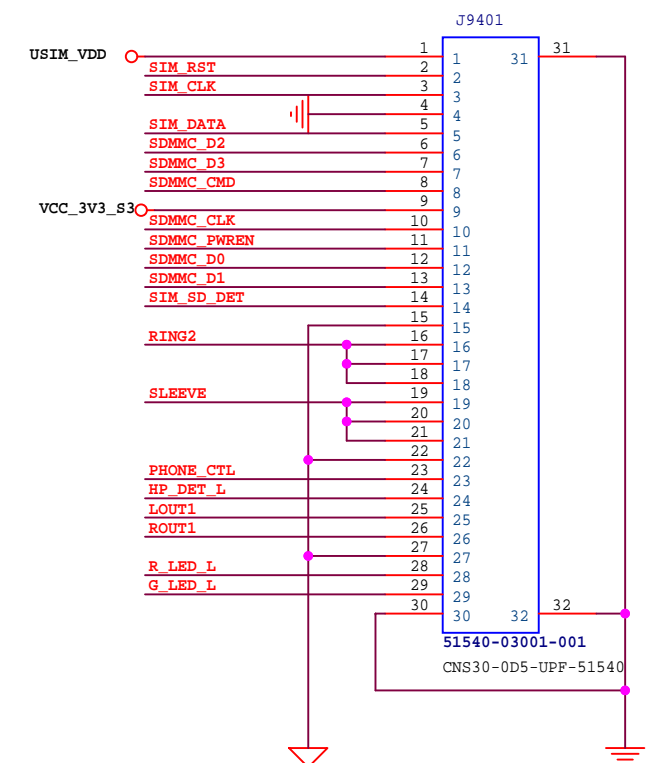 J9401
USIM_VDD 1 1 31 31
SIM_RST 2 2
SIM_CLK 3 3
4 4
SIM_DATA 5 5
SDMMC_D2 6 6
SDMMC_D3 7 7
SDMMC_CMD 8 8
VCC_3V3_S3 9 9
SDMMC_CLK 10 10
SDMMC_PWREN 11 11
SDMMC_D0 12 12
SDMMC_D1 13 13
SIM_SD_DET 14 14
15 15
RING2 16 16
17 17
18 18
SLEEVE 19 19
20 20
21 21
22 22
PHONE_CTL 23 23
HP_DET_L 24 24
LOUT1 25 25
ROUT1 26 26
27 27
R_LED_L 28 28
G_LED_L 29 29
30 30 32 32
51540-03001-001
CNS30-0D5-UPF-51540